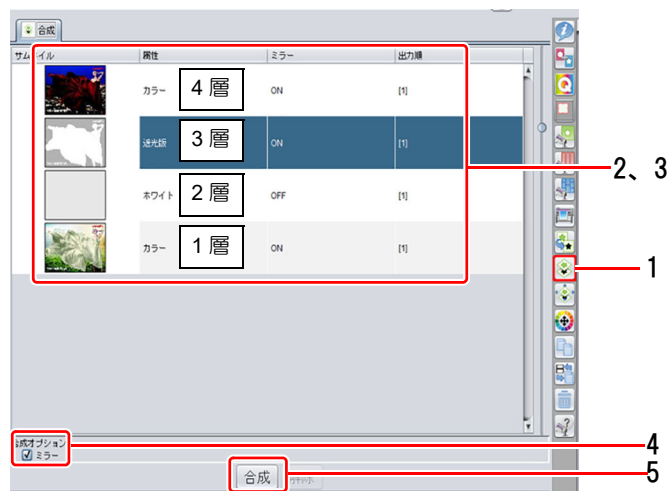 合成
サム イル 属性 ミラー 出力順
カラー 4層 ON [1]
遮光版 3層 ON [1]
ホワイト 2層 OFF [1]
カラー 1層 ON [1]
2、3
1
合成オプション
ミラー
4
合成
5